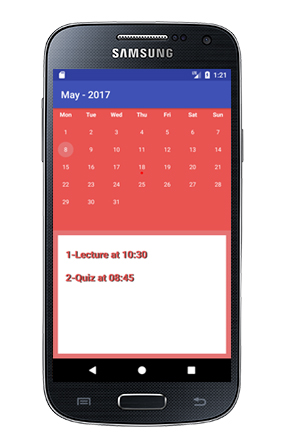 SAMSUNG
1:21
May - 2017
Mon Tue Wed Thu Fri Sat Sun
1 2 3 4 5 6 7
8 9 10 11 12 13 14
15 16 17 18 19 20 21
22 23 24 25 26 27 28
29 30 31
1-Lecture at 10:30
2-Quiz at 08:45